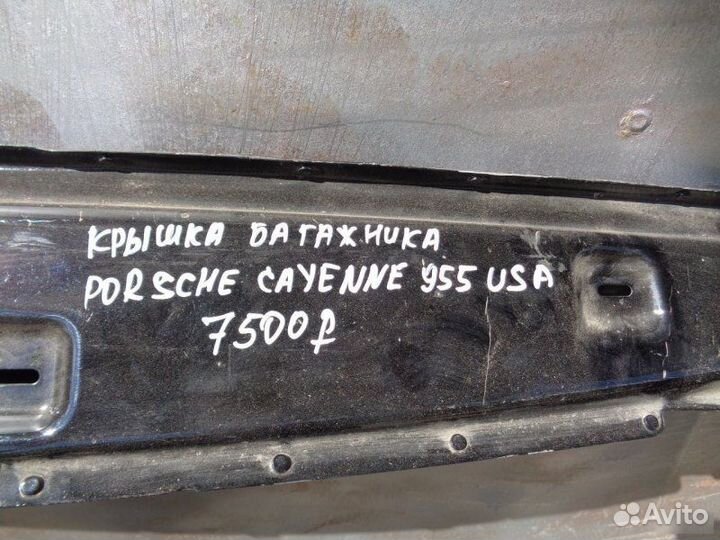 КРЫШКА БАГАЖНИКА
PORSCHE CAYENNE 955 USA
7500₽
Avito